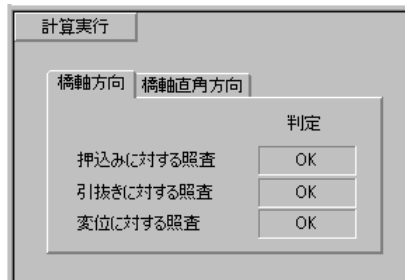 計算実行
橋軸方向 橋軸直角方向
判定
押込みに対する照査 OK
引抜きに対する照査 OK
変位に対する照査 OK